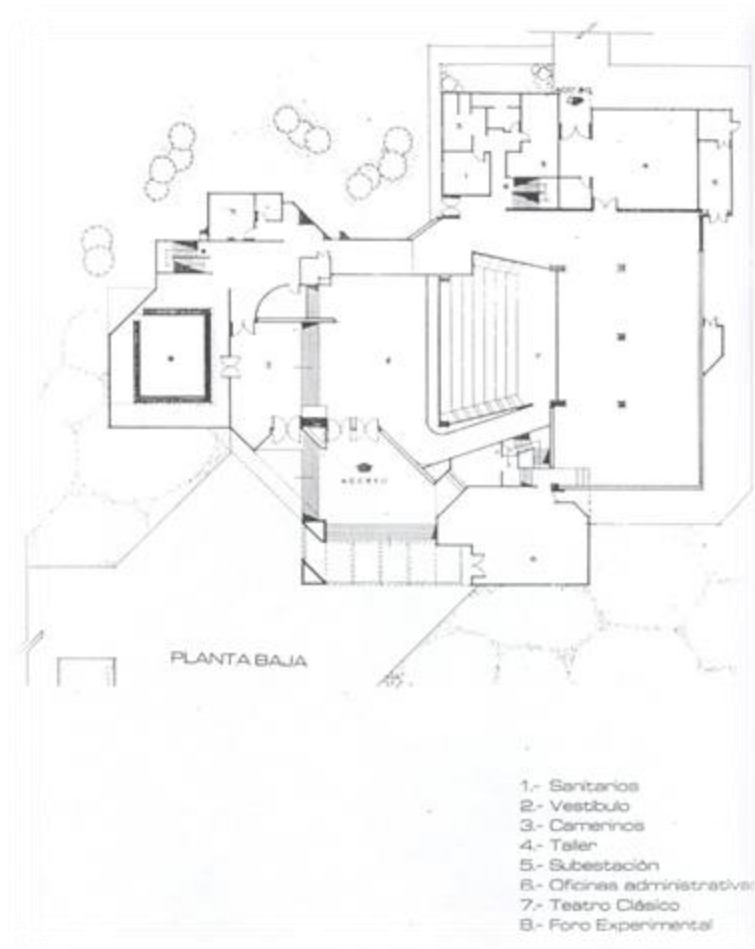 ACCESO
PLANTA BAJA
1.- Sanitarios
2.- Vestíbulo
3.- Camerinos
4.- Taller
5.- Subestación
6.- Oficinas administrativas
7.- Teatro Clásico
8.- Foro Experimental